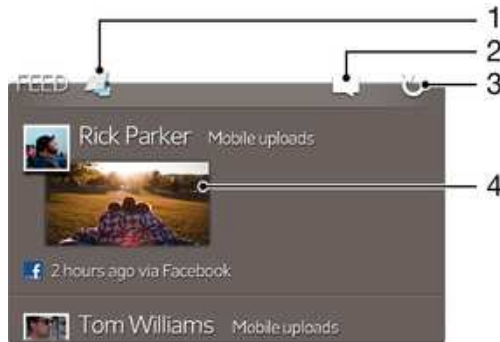 1
2
FEED 3
Rick Parker Mobile uploads
4
2 hours ago via Facebook
Tom Williams Mobile uploads